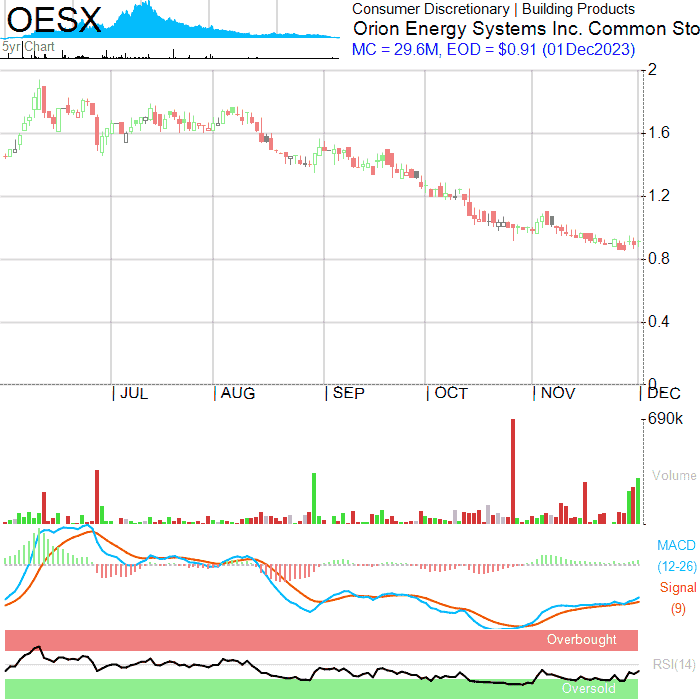 OESX
Consumer Discretionary | Building Products
Orion Energy Systems Inc. Common Sto
MC = 29.6M, EOD = $0.91 (01Dec2023)
5yr Chart
2
1.6
1.2
0.8
0.4
0
JUL AUG SEP OCT NOV DEC
690k
Volume
MACD
(12-26)
Signal
(9)
Overbought
RSI(14)
Oversold